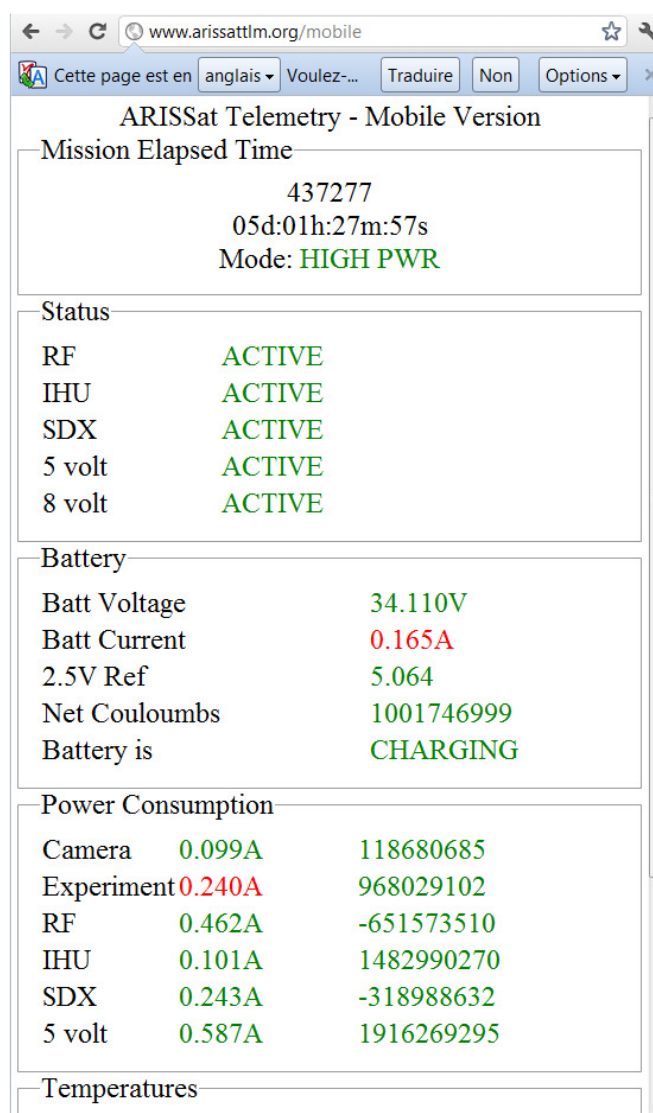 www.arissattlm.org/mobile
Cette page est en anglais Voulez-... Traduire Non Options
ARISSat Telemetry - Mobile Version
Mission Elapsed Time
437277
05d:01h:27m:57s
Mode: HIGH PWR
Status
RF ACTIVE
IHU ACTIVE
SDX ACTIVE
5 volt ACTIVE
8 volt ACTIVE
Battery
Batt Voltage 34.110V
Batt Current 0.165A
2.5V Ref 5.064
Net Couloumbs 1001746999
Battery is CHARGING
Power Consumption
Camera 0.099A 118680685
Experiment 0.240A 968029102
RF 0.462A -651573510
IHU 0.101A 1482990270
SDX 0.243A -318988632
5 volt 0.587A 1916269295
Temperatures